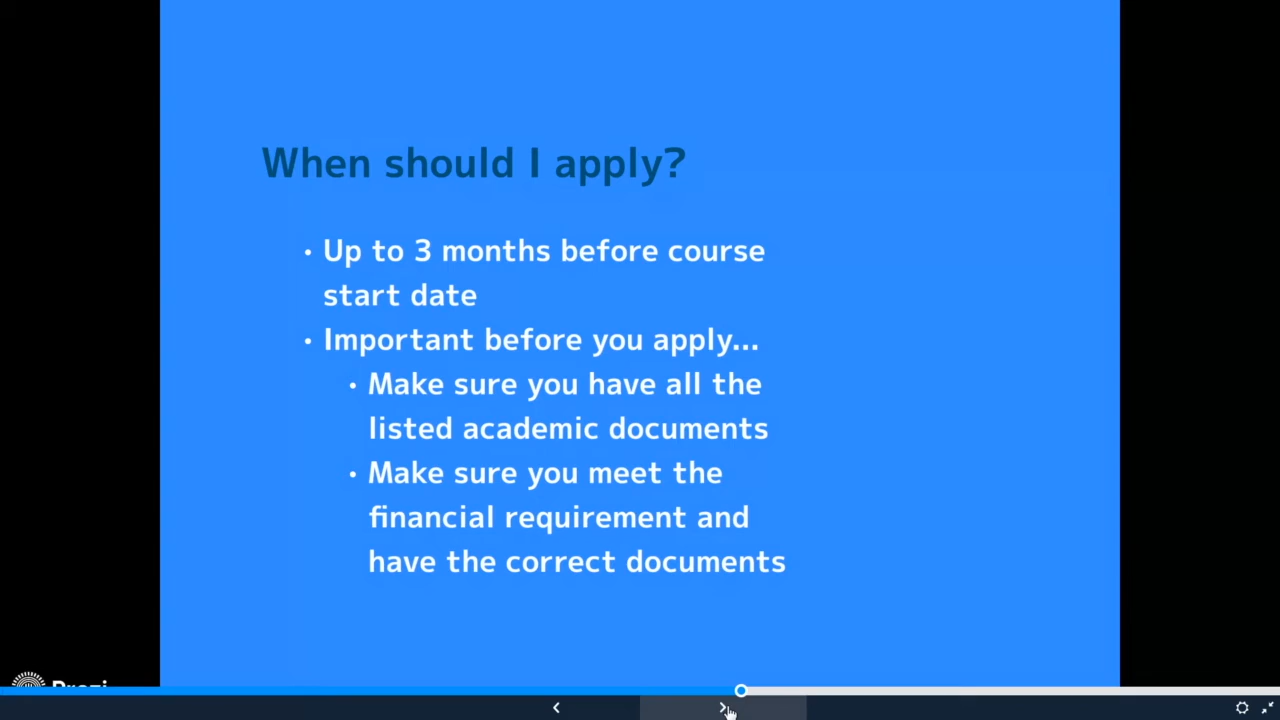 When should I apply?
• Up to 3 months before course
start date
• Important before you apply...
• Make sure you have all the
listed academic documents
• Make sure you meet the
financial requirement and
have the correct documents
Prezi